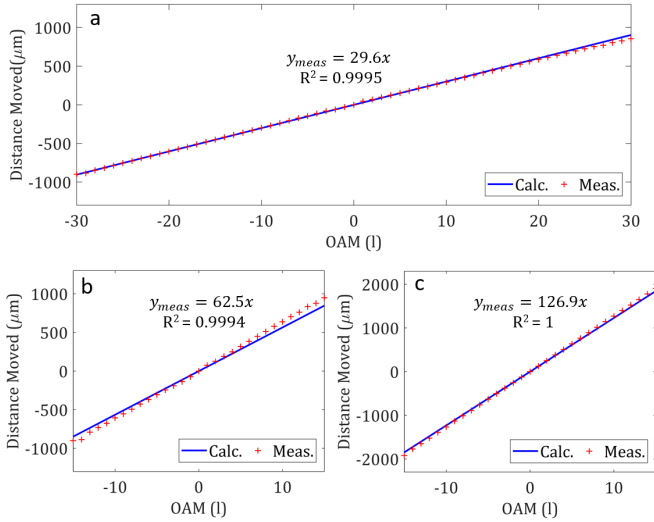 a
Distance Moved(μm)
1000
500
0
-500
-1000
y_meas = 29.6x
R² = 0.9995
Calc. Meas.
-30 -20 -10 0 10 20 30
OAM (l)
b
Distance Moved (μm)
1000
500
0
-500
-1000
y_meas = 62.5x
R² = 0.9994
Calc. Meas.
-10 0 10
OAM (l)
c
Distance Moved (μm)
2000
1000
0
-1000
-2000
y_meas = 126.9x
R² = 1
Calc. Meas.
-10 0 10
OAM (l)